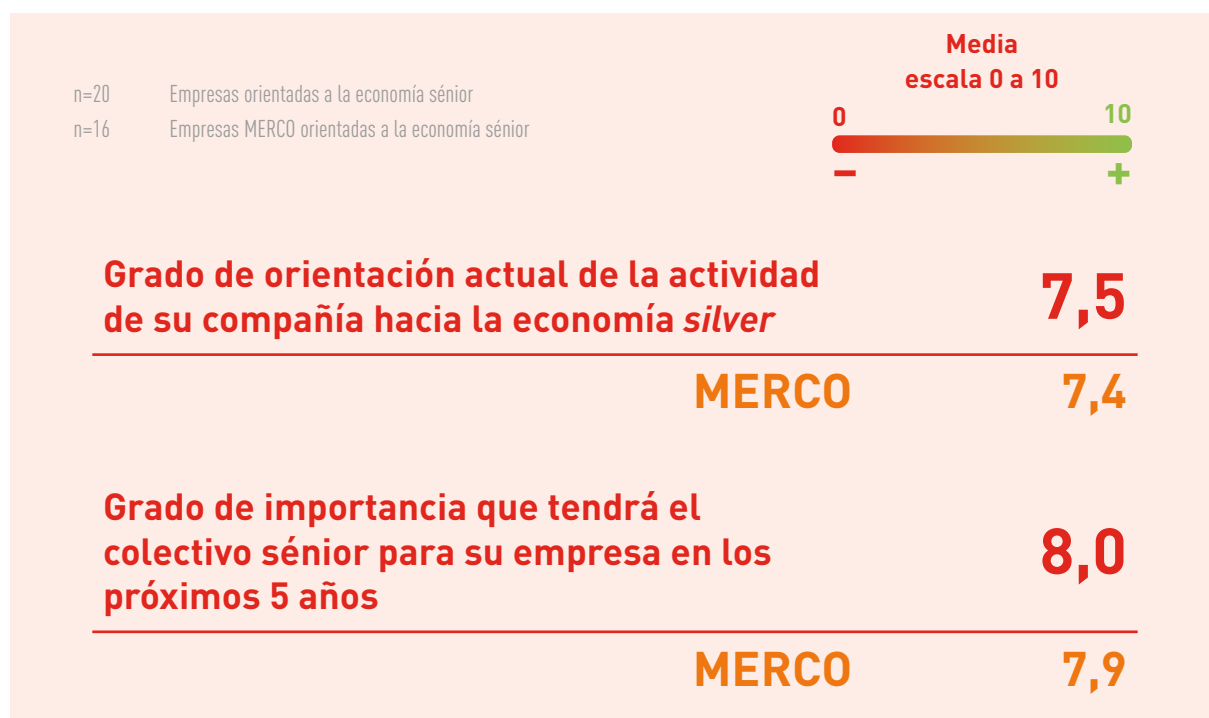 n=20 Empresas orientadas a la economía sénior
n=16 Empresas MERCO orientadas a la economía sénior
Media
escala 0 a 10
0 10
− +
Grado de orientación actual de la actividad
de su compañía hacia la economía silver
7,5
MERCO 7,4
Grado de importancia que tendrá el
colectivo sénior para su empresa en los
próximos 5 años
8,0
MERCO 7,9